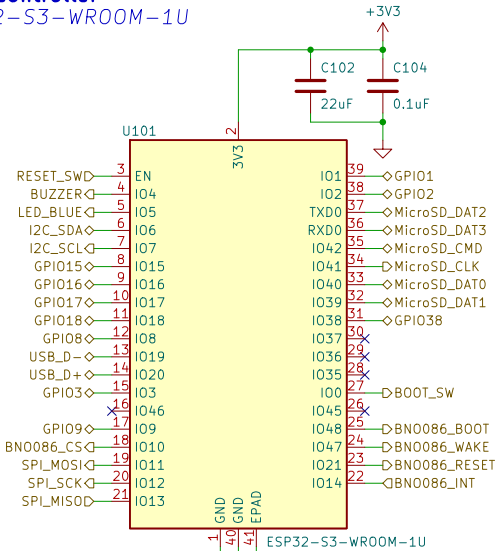 2-S3-WROOM-1U
+3V3
C102
22uF
C104
0.1uF
U101
2
3V3
RESET_SW 3 EN
BUZZER 4 IO4
LED_BLUE 5 IO5
I2C_SDA 6 IO6
I2C_SCL 7 IO7
GPIO15 8 IO15
GPIO16 9 IO16
GPIO17 10 IO17
GPIO18 11 IO18
GPIO8 12 IO8
USB_D- 13 IO19
USB_D+ 14 IO20
GPIO3 15 IO3
16 IO46
GPIO9 17 IO9
BNO086_CS 18 IO10
SPI_MOSI 19 IO11
SPI_SCK 20 IO12
SPI_MISO 21 IO13
IO1 39 GPIO1
IO2 38 GPIO2
TXD0 37 MicroSD_DAT2
RXD0 36 MicroSD_DAT3
IO42 35 MicroSD_CMD
IO41 34 MicroSD_CLK
IO40 33 MicroSD_DAT0
IO39 32 MicroSD_DAT1
IO38 31 GPIO38
IO37 30
IO36 29
IO35 28
IO0 27 BOOT_SW
IO45 26
IO48 25 BNO086_BOOT
IO47 24 BNO086_WAKE
IO21 23 BNO086_RESET
IO14 22 BNO086_INT
GND
GND
EPAD
1
40
41
ESP32-S3-WROOM-1U